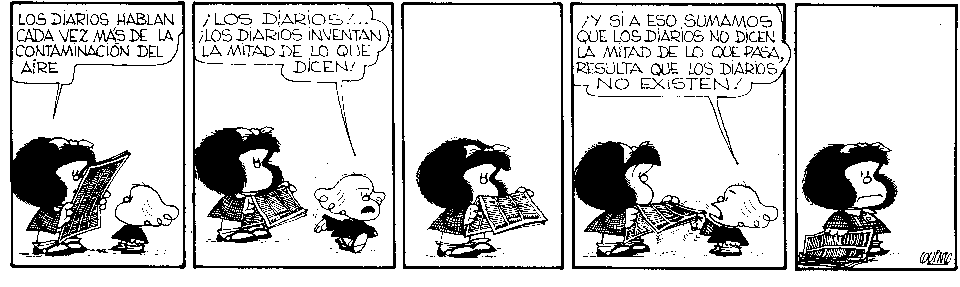 LOS DIARIOS HABLAN
CADA VEZ MÁS DE LA
CONTAMINACIÓN DEL
AIRE
¡LOS DIARIOS!...
¡LOS DIARIOS INVENTAN
LA MITAD DE LO QUE
DICEN!
¡Y SI A ESO SUMAMOS
QUE LOS DIARIOS NO DICEN
LA MITAD DE LO QUE PASA,
RESULTA QUE LOS DIARIOS
NO EXISTEN!
QUINO